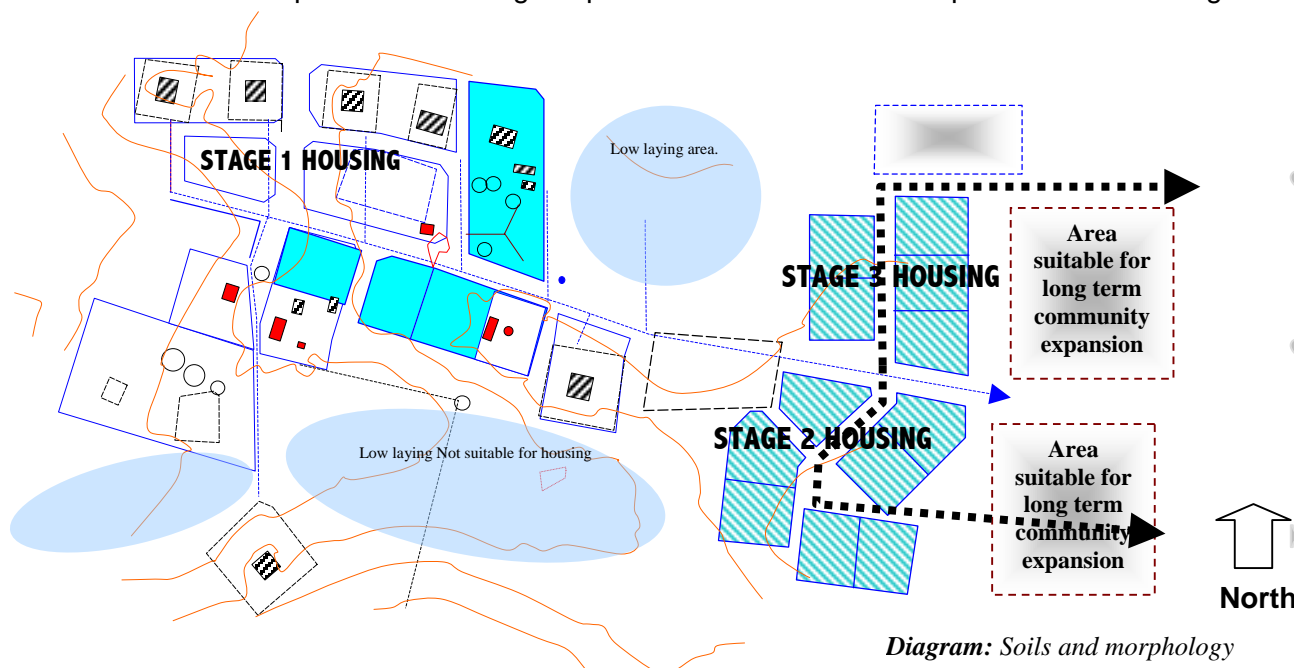 Low laying area.
STAGE 1 HOUSING
Area
suitable for
long term
community
expansion
STAGE 3 HOUSING
STAGE 2 HOUSING
Low laying Not suitable for housing
Area
suitable for
long term
community
expansion
North
Diagram: Soils and morphology